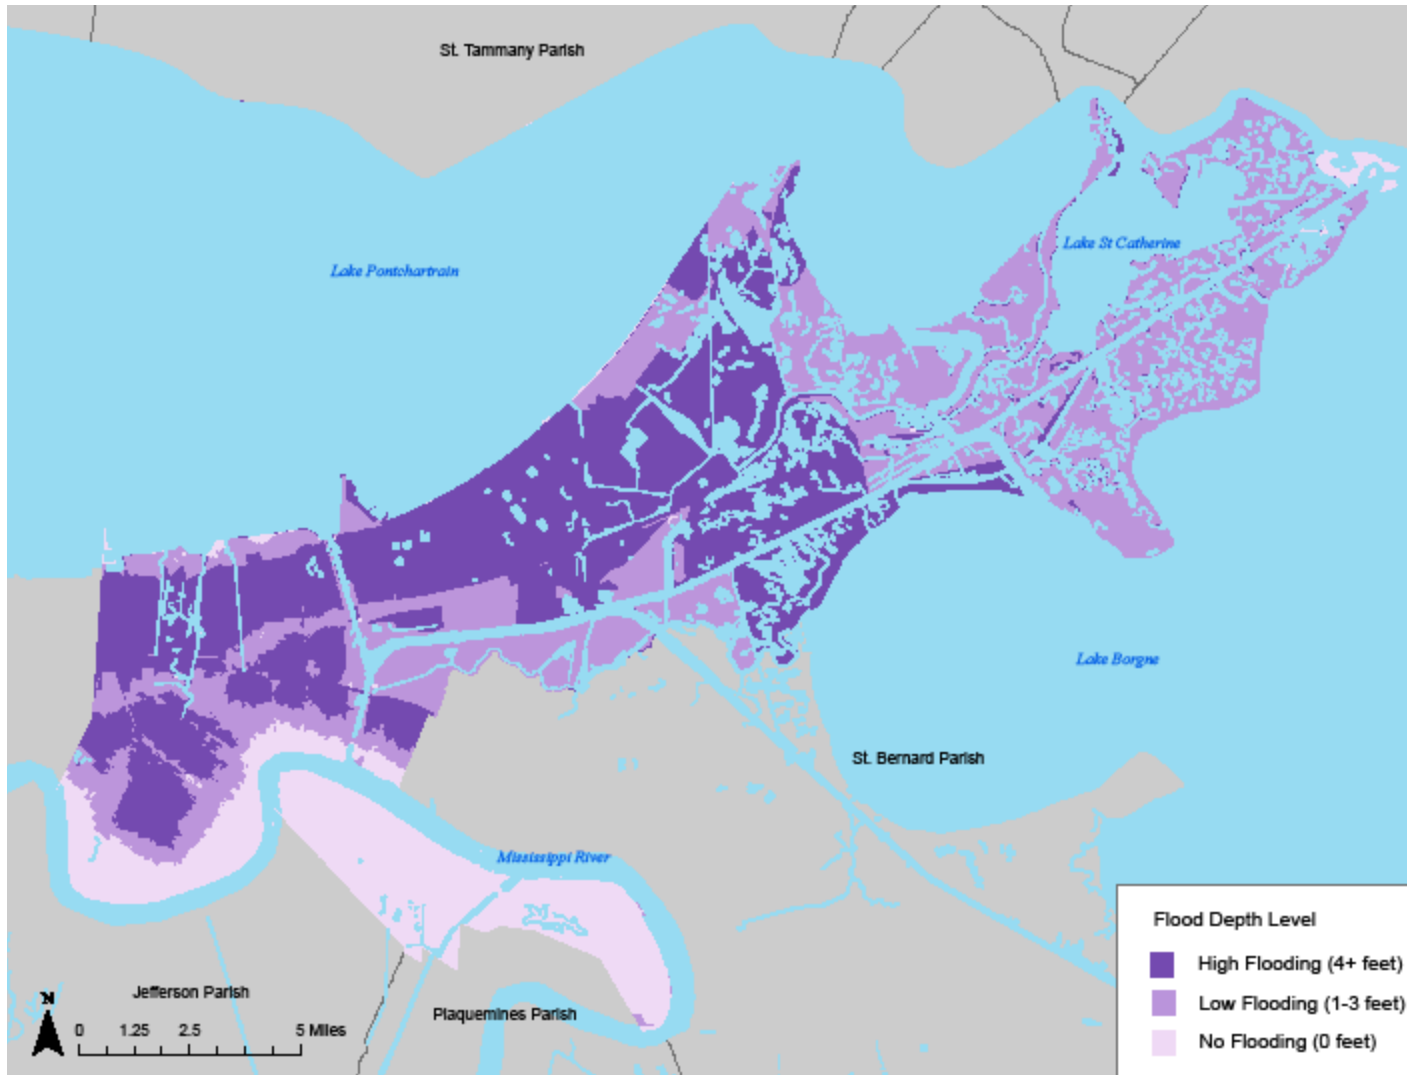 St. Tammany Parish
Lake St Catherine
Lake Pontchartrain
Lake Borgne
St. Bernard Parish
Mississippi River
Jefferson Parish
Plaquemines Parish
N
0 1.25 2.5 5 Miles
Flood Depth Level
High Flooding (4+ feet)
Low Flooding (1-3 feet)
No Flooding (0 feet)